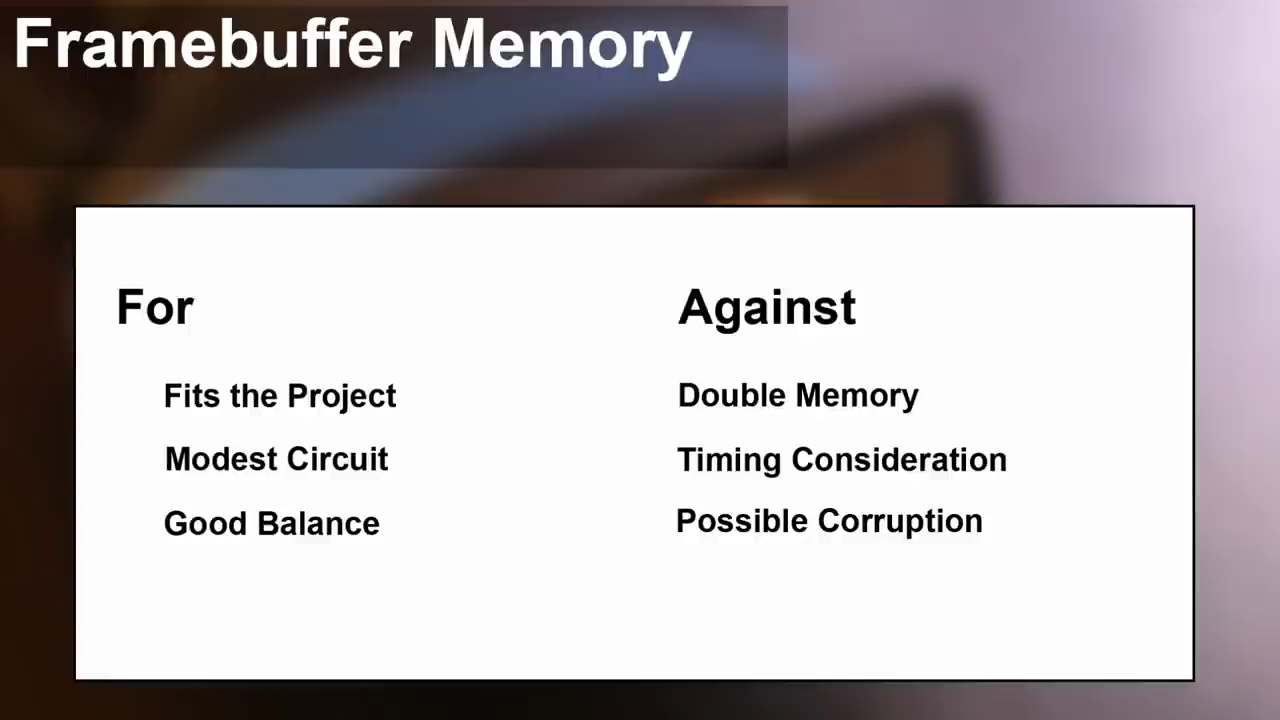 Framebuffer Memory
For
Fits the Project
Modest Circuit
Good Balance
Against
Double Memory
Timing Consideration
Possible Corruption